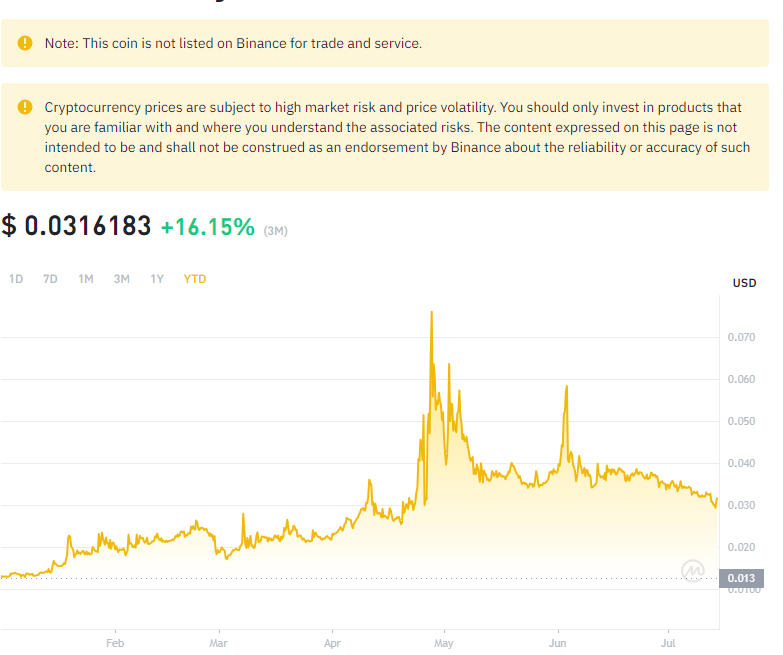 Note: This coin is not listed on Binance for trade and service.
Cryptocurrency prices are subject to high market risk and price volatility. You should only invest in products that
you are familiar with and where you understand the associated risks. The content expressed on this page is not
intended to be and shall not be construed as an endorsement by Binance about the reliability or accuracy of such
content.
$ 0.0316183 +16.15% (3M)
1D 7D 1M 3M 1Y YTD
USD
0.070
0.060
0.050
0.040
0.030
0.020
0.013
0.0100
Feb Mar Apr May Jun Jul